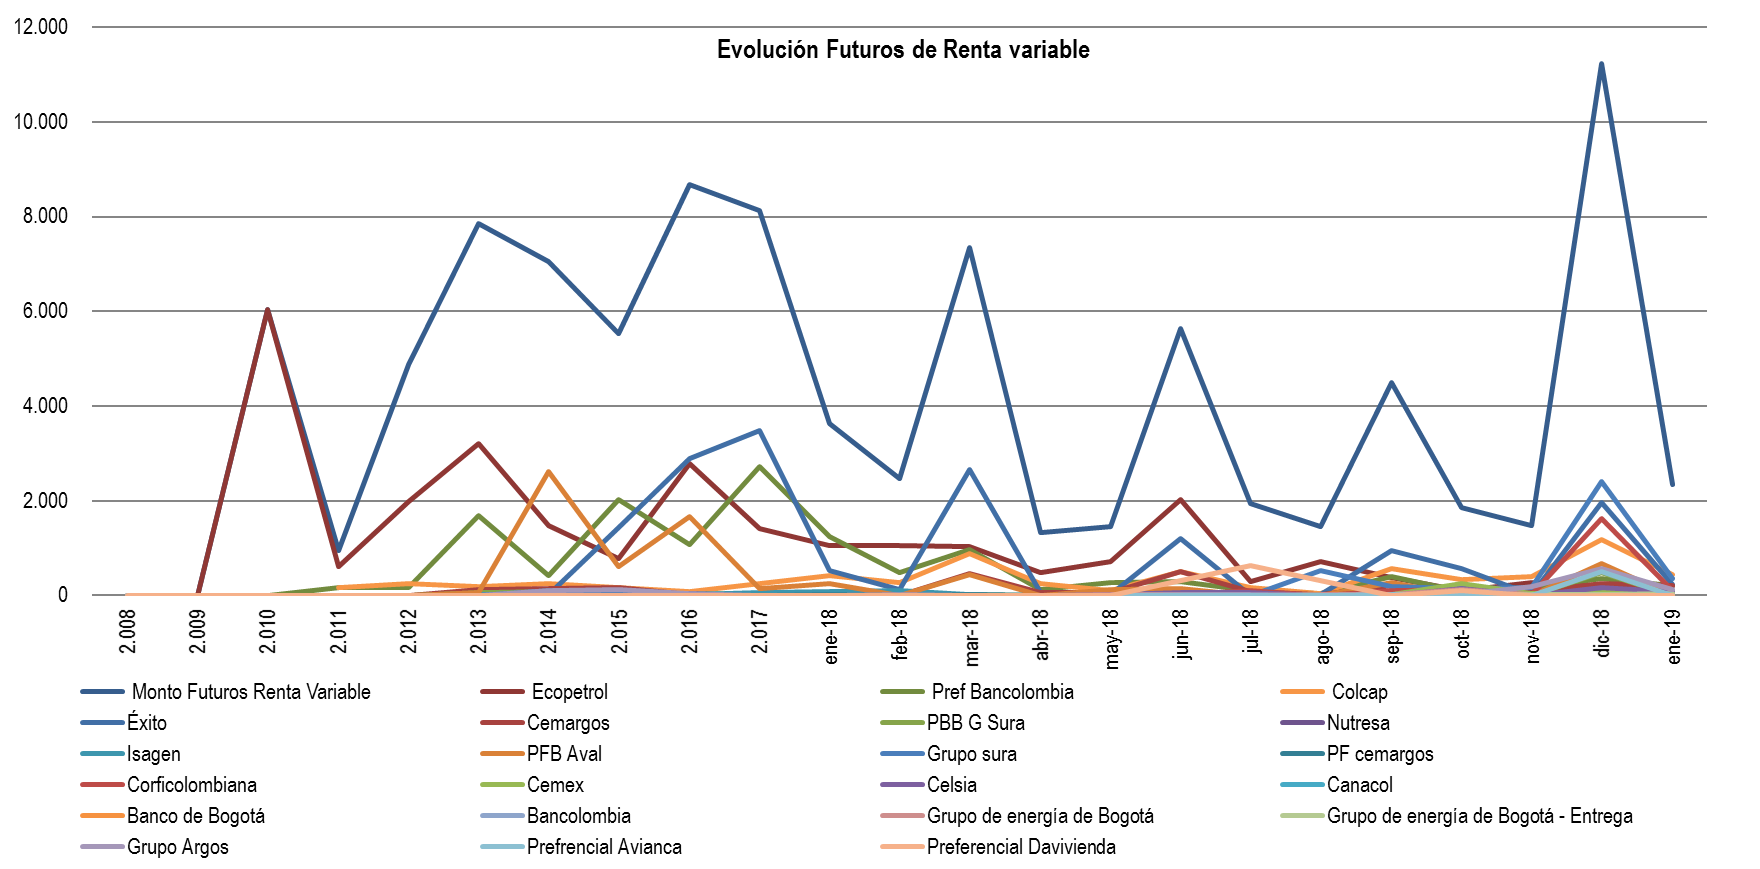 Evolución Futuros de Renta variable
12.000
10.000
8.000
6.000
4.000
2.000
0
2.008 2.009 2.010 2.011 2.012 2.013 2.014 2.015 2.016 2.017 ene-18 feb-18 mar-18 abr-18 may-18 jun-18 jul-18 ago-18 sep-18 oct-18 nov-18 dic-18 ene-19
Monto Futuros Renta Variable Ecopetrol Pref Bancolombia Colcap
Éxito Cemargos PBB G Sura Nutresa
Isagen PFB Aval Grupo sura PF cemargos
Corficolombiana Cemex Celsia Canacol
Banco de Bogotá Bancolombia Grupo de energía de Bogotá Grupo de energía de Bogotá - Entrega
Grupo Argos Prefrencial Avianca Preferencial Davivienda